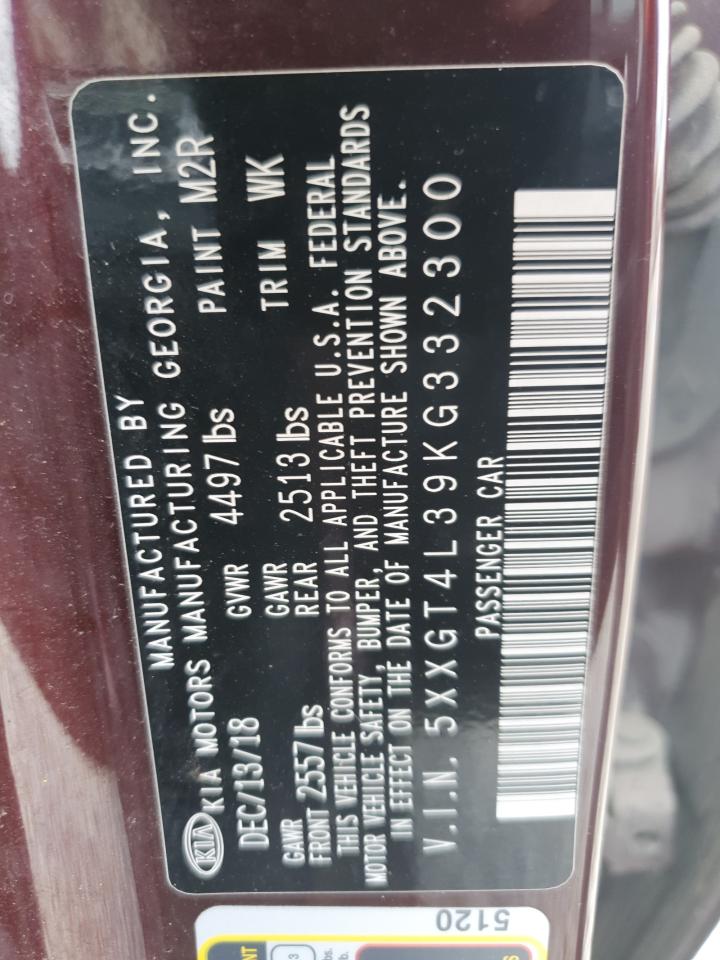 MANUFACTURED BY
KIA KIA MOTORS MANUFACTURING GEORGIA, INC.
DEC/13/18 GVWR 4497 lbs PAINT M2R
GAWR GAWR
FRONT 2557 lbs REAR 2513 lbs TRIM WK
THIS VEHICLE CONFORMS TO ALL APPLICABLE U.S.A. FEDERAL
MOTOR VEHICLE SAFETY, BUMPER, AND THEFT PREVENTION STANDARDS
IN EFFECT ON THE DATE OF MANUFACTURE SHOWN ABOVE.
V.I.N. 5XXGT4L39KG332300
PASSENGER CAR
5120
3